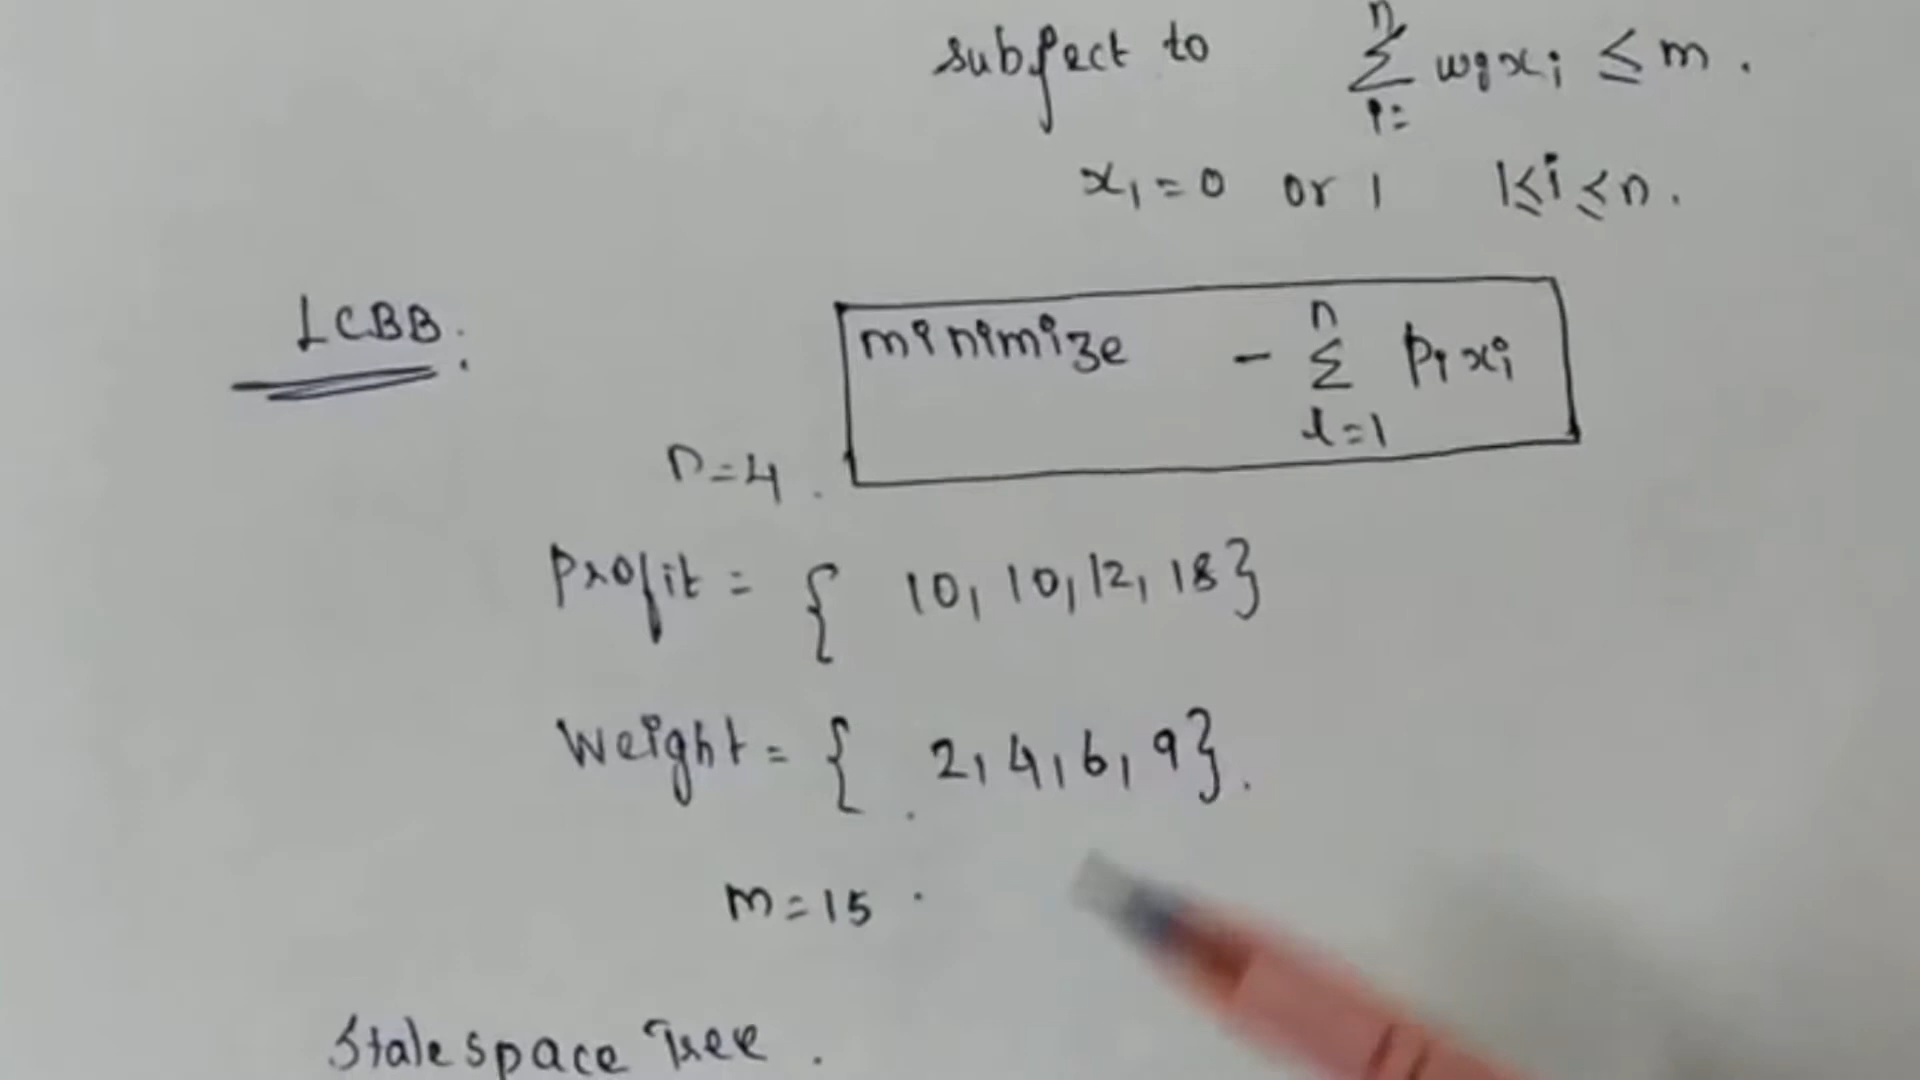 subject to n Σ i= wixi ≤ m.
x1 = 0 or 1 1≤i≤n.
LCBB.
minimize - n Σ i=1 pixi
n=4.
Profit = { 10, 10, 12, 18}
Weight = { 2, 4, 6, 9}.
m=15.
State space Tree.